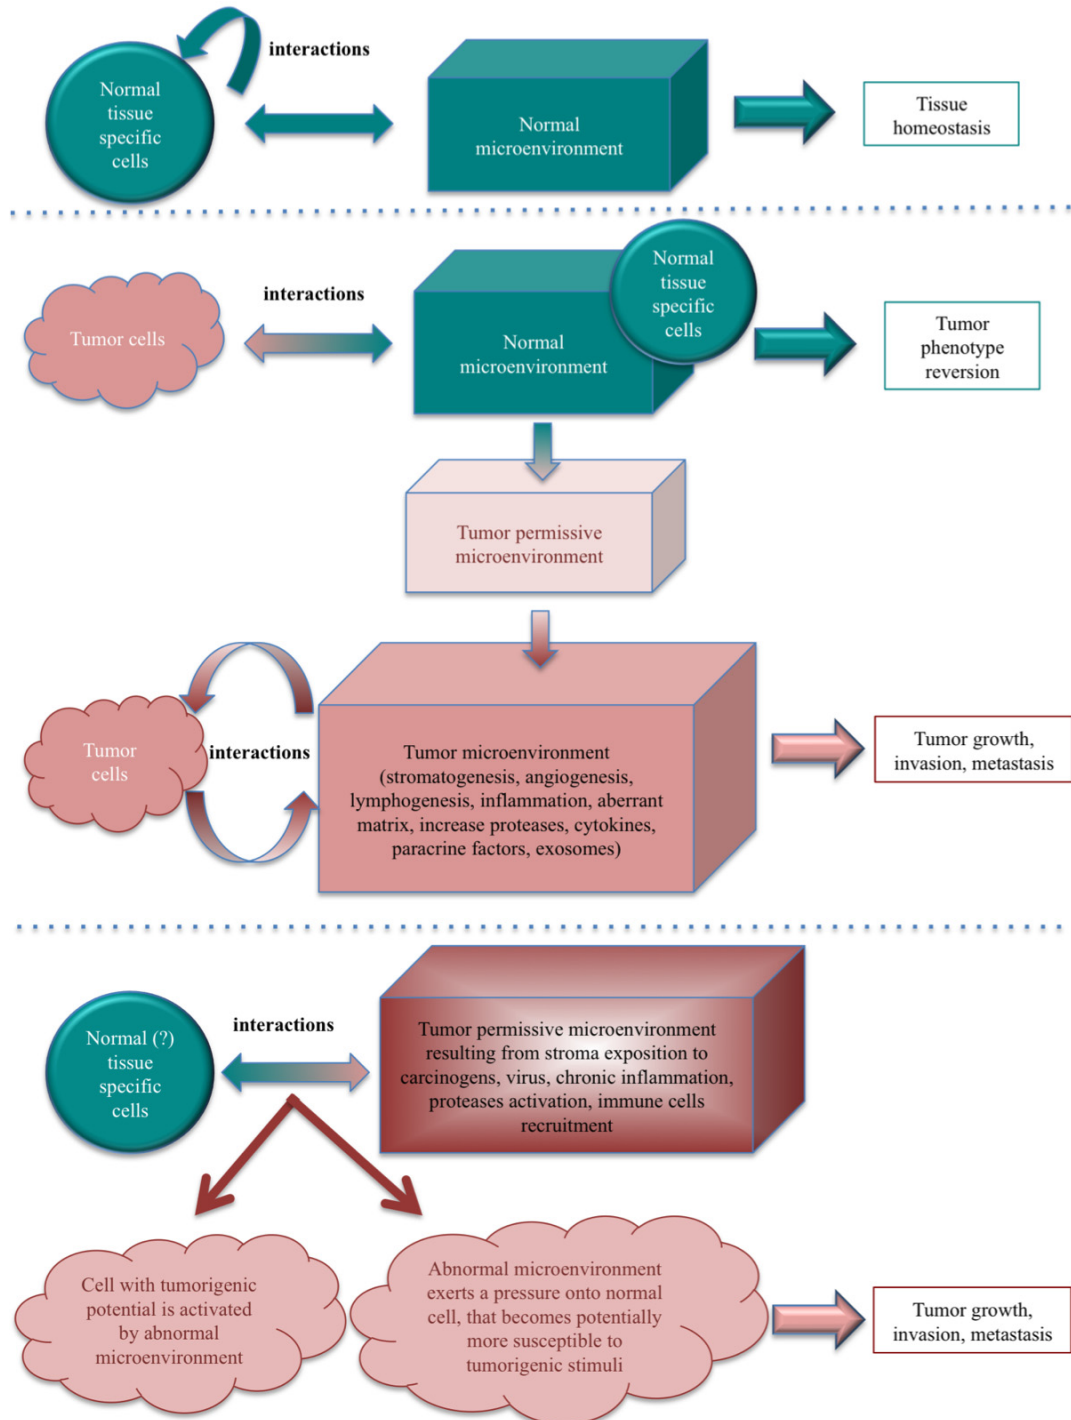 interactions
Normal
tissue
specific
cells
Normal
microenvironment
Tissue
homeostasis
Tumor cells
interactions
Normal
microenvironment
Normal
tissue
specific
cells
Tumor
phenotype
reversion
Tumor permissive
microenvironment
Tumor
cells
interactions
Tumor microenvironment
(stromatogenesis, angiogenesis,
lymphogenesis, inflammation, aberrant
matrix, increase proteases, cytokines,
paracrine factors, exosomes)
Tumor growth,
invasion, metastasis
Normal (?)
tissue
specific
cells
interactions
Tumor permissive microenvironment
resulting from stroma exposition to
carcinogens, virus, chronic inflammation,
proteases activation, immune cells
recruitment
Cell with tumorigenic
potential is activated
by abnormal
microenvironment
Abnormal microenvironment
exerts a pressure onto normal
cell, that becomes potentially
more susceptible to
tumorigenic stimuli
Tumor growth,
invasion, metastasis